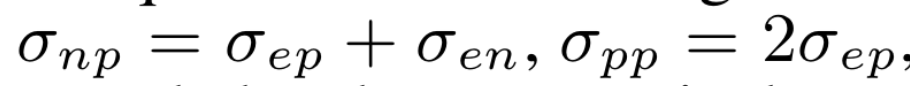 σ_{np} = σ_{ep} + σ_{en}, σ_{pp} = 2σ_{ep},